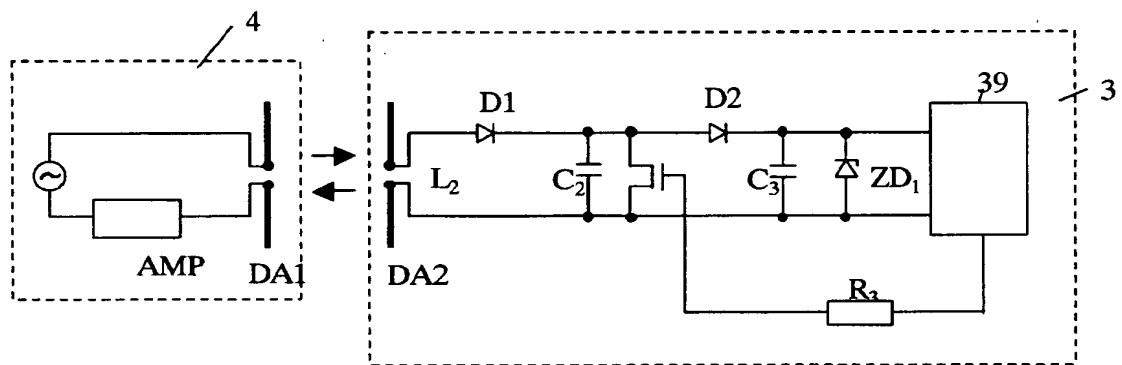 4
3
39
D1
D2
L₂
C₂
C₃
ZD₁
AMP
DA1
DA2
R₃